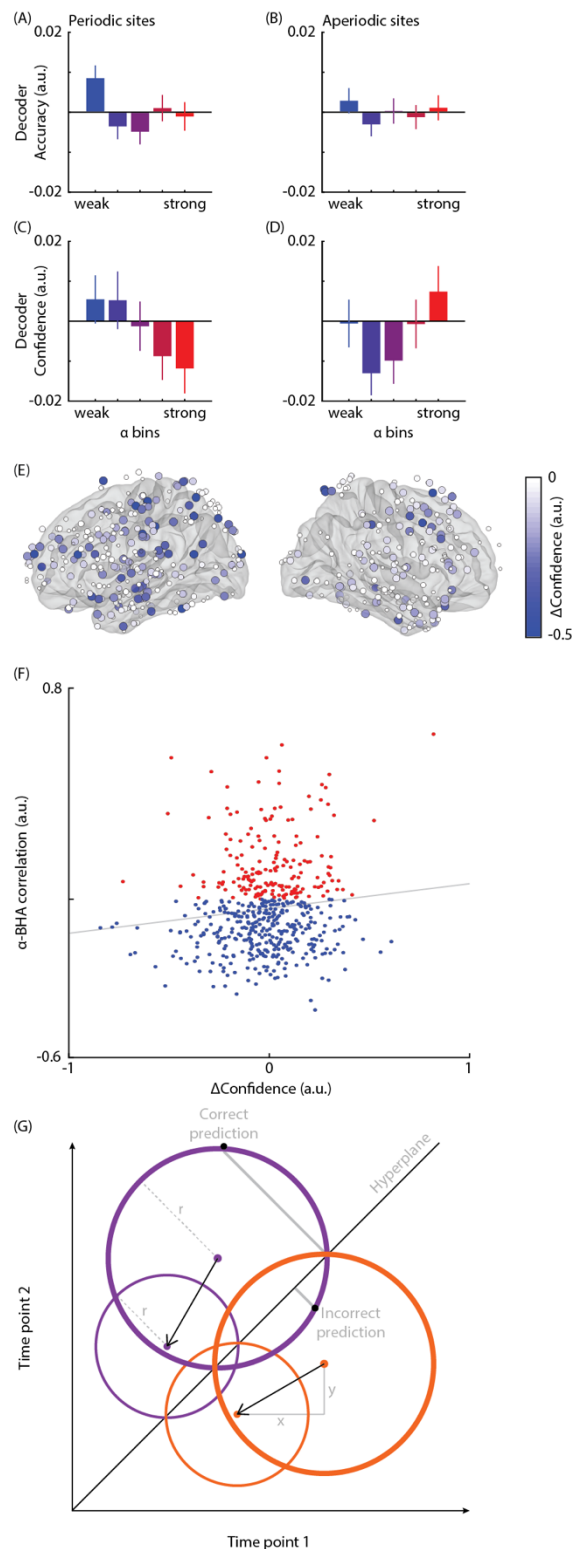 (A)
Periodic sites
(B)
Aperiodic sites
0.02
0.02
Decoder
Accuracy (a.u.)
-0.02
-0.02
weak
strong
weak
strong
(C)
(D)
0.02
0.02
Decoder
Confidence (a.u.)
-0.02
-0.02
weak
strong
weak
strong
α bins
α bins
(E)
0
ΔConfidence (a.u.)
-0.5
(F)
0.8
α-BHA correlation (a.u.)
-0.6
-1
0
1
ΔConfidence (a.u.)
(G)
Correct
prediction
Hyperplane
r
r
Incorrect
prediction
y
x
Time point 2
Time point 1